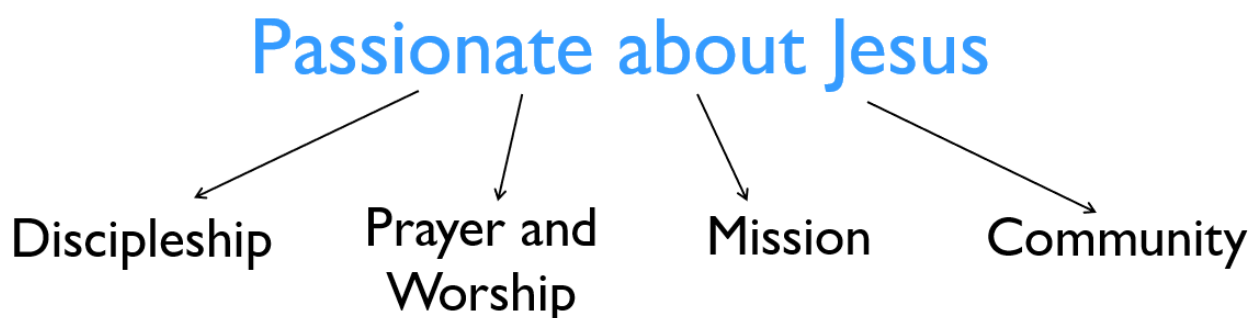 Passionate about Jesus
Discipleship
Prayer and
Worship
Mission
Community